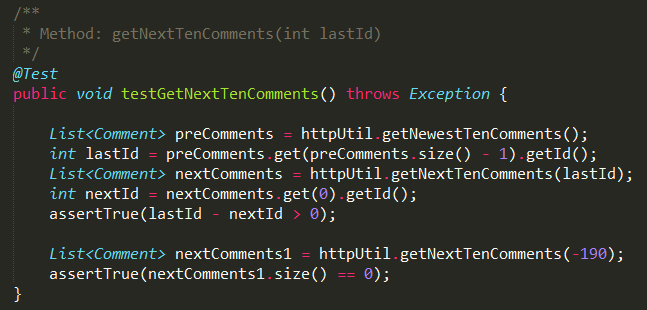 /**
 * Method: getNextTenComments(int lastId)
 */
@Test
public void testGetNextTenComments() throws Exception {
List<Comment> preComments = httpUtil.getNewestTenComments();
int lastId = preComments.get(preComments.size() - 1).getId();
List<Comment> nextComments = httpUtil.getNextTenComments(lastId);
int nextId = nextComments.get(0).getId();
assertTrue(lastId - nextId > 0);
List<Comment> nextComments1 = httpUtil.getNextTenComments(-190);
assertTrue(nextComments1.size() == 0);
}